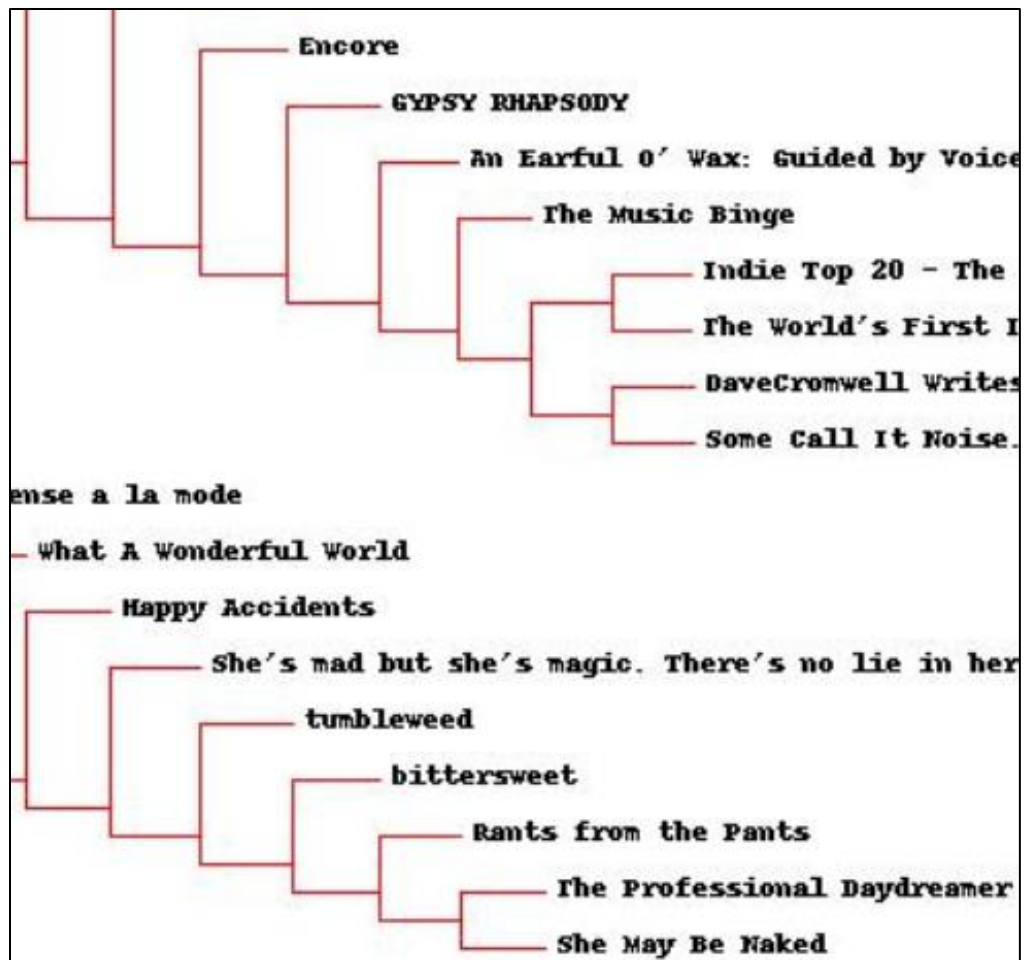 Encore
GYPSY RHAPSODY
An Earful O' Wax: Guided by Voice
The Music Binge
Indie Top 20 - The
The World's First I
DaveCromwell Writes
Some Call It Noise.
ense a la mode
What A Wonderful World
Happy Accidents
She's mad but she's magic. There's no lie in her
tumbleweed
bittersweet
Rants from the Pants
The Professional Daydreamer
She May Be Naked